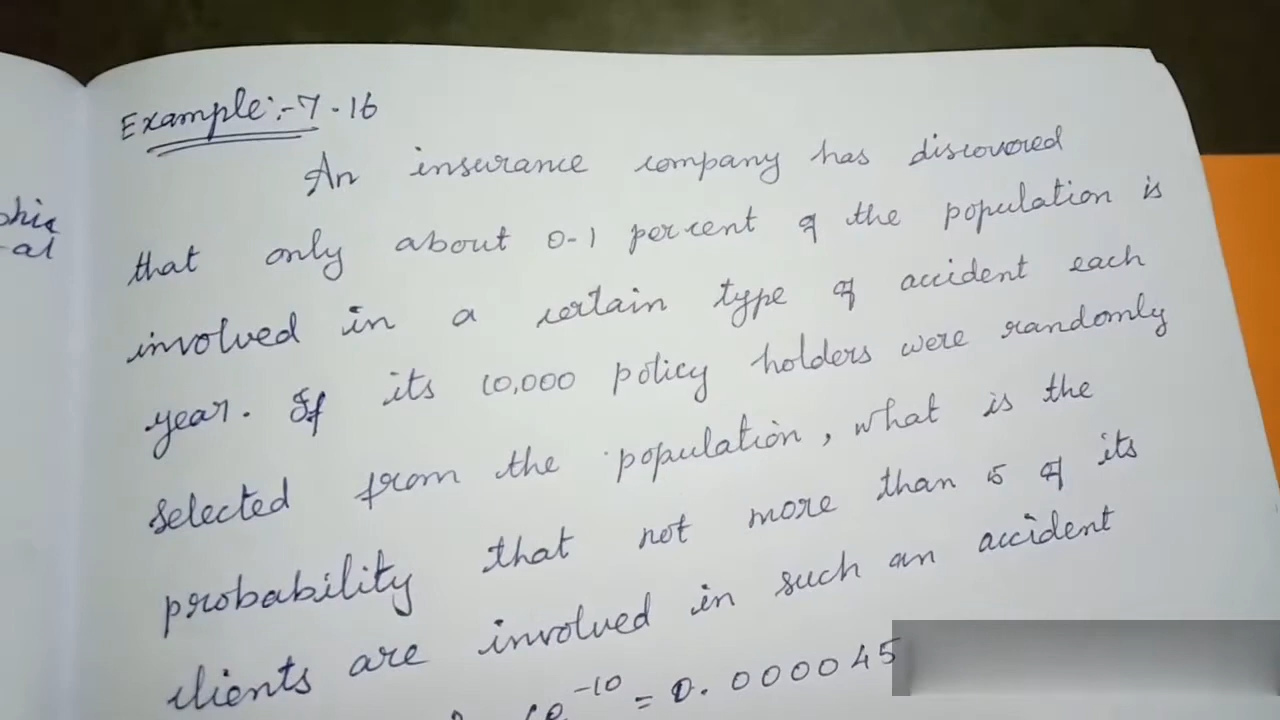 Example:-7.16
An insurance company has discovered
that only about 0.1 percent of the population is
involved in a certain type of accident each
year. If its 10,000 policy holders were randomly
selected from the population, what is the
probability that not more than 5 of its
clients are involved in such an accident
e^-10 = 0.000045
al